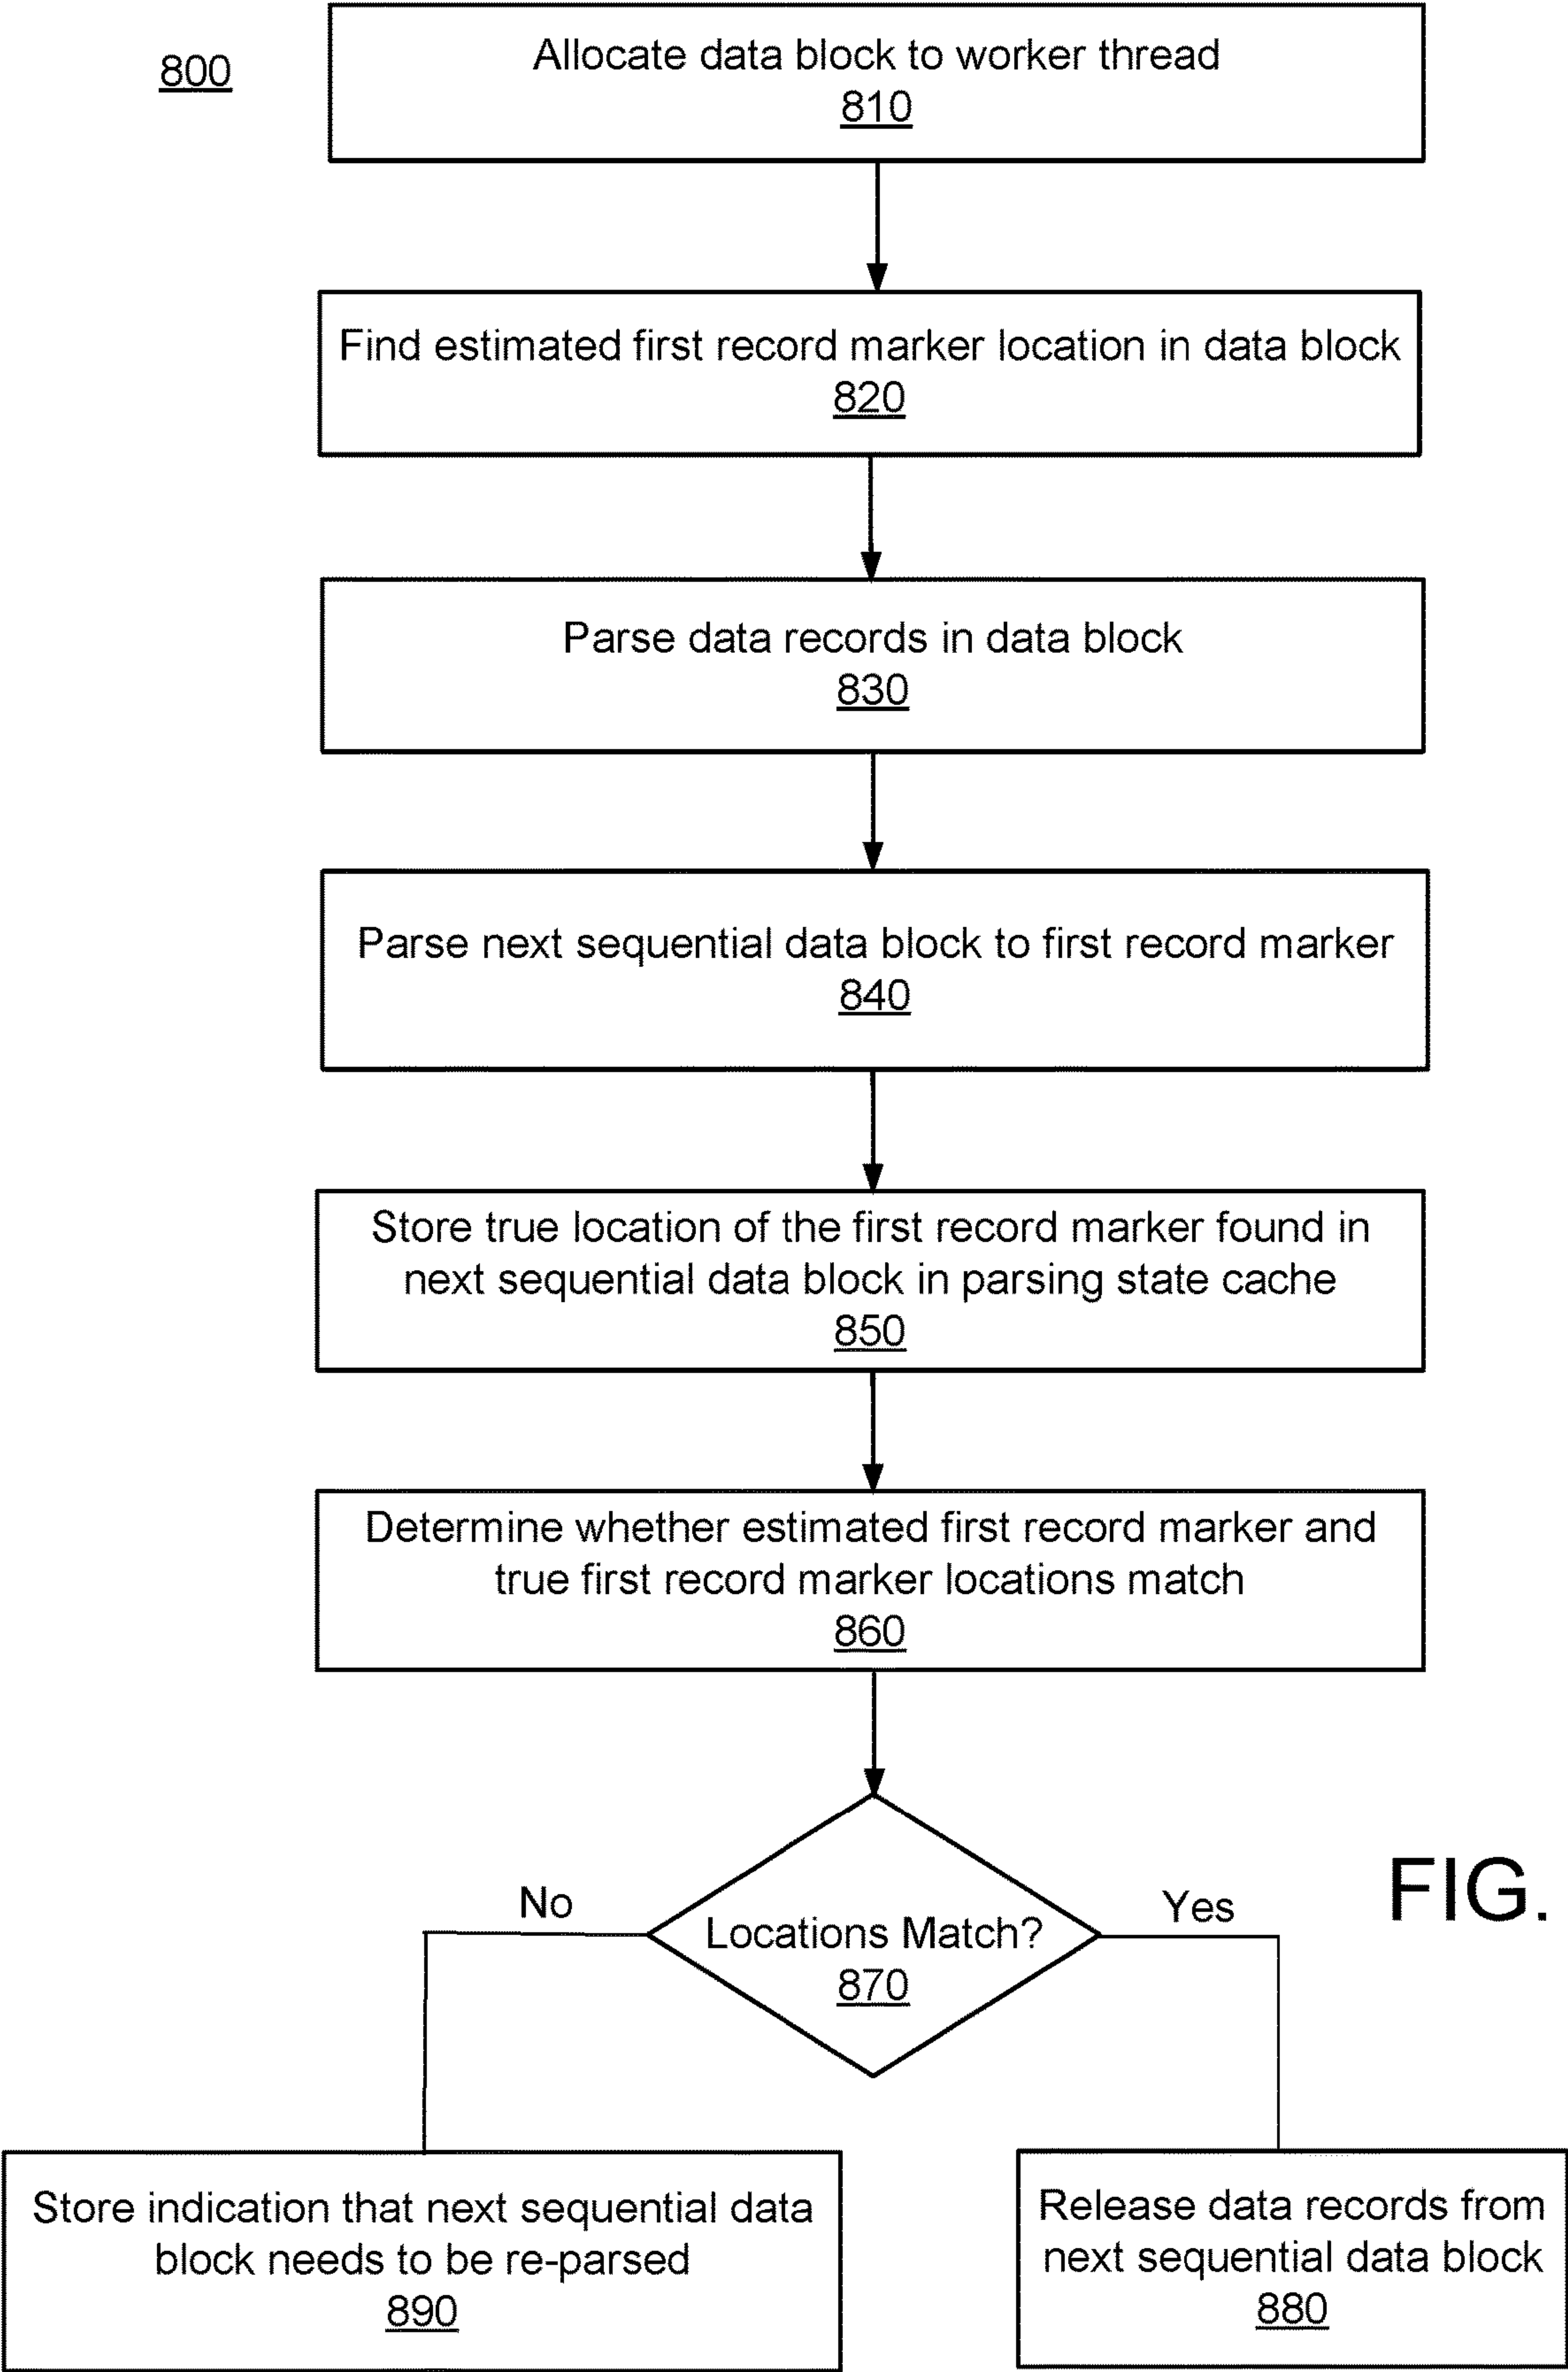 800
Allocate data block to worker thread
810
Find estimated first record marker location in data block
820
Parse data records in data block
830
Parse next sequential data block to first record marker
840
Store true location of the first record marker found in
next sequential data block in parsing state cache
850
Determine whether estimated first record marker and
true first record marker locations match
860
No
Yes
FIG.
Locations Match?
870
Store indication that next sequential data
block needs to be re-parsed
890
Release data records from
next sequential data block
880